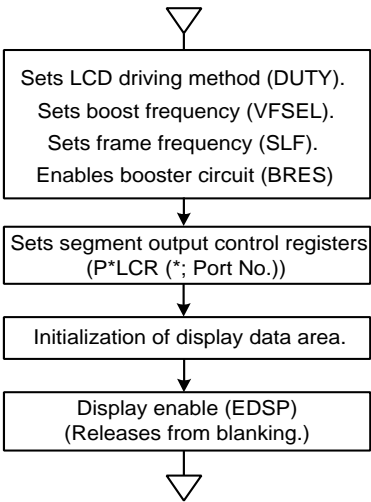 Sets LCD driving method (DUTY).
Sets boost frequency (VFSEL).
Sets frame frequency (SLF).
Enables booster circuit (BRES)
Sets segment output control registers
(P*LCR (*; Port No.))
Initialization of display data area.
Display enable (EDSP)
(Releases from blanking.)